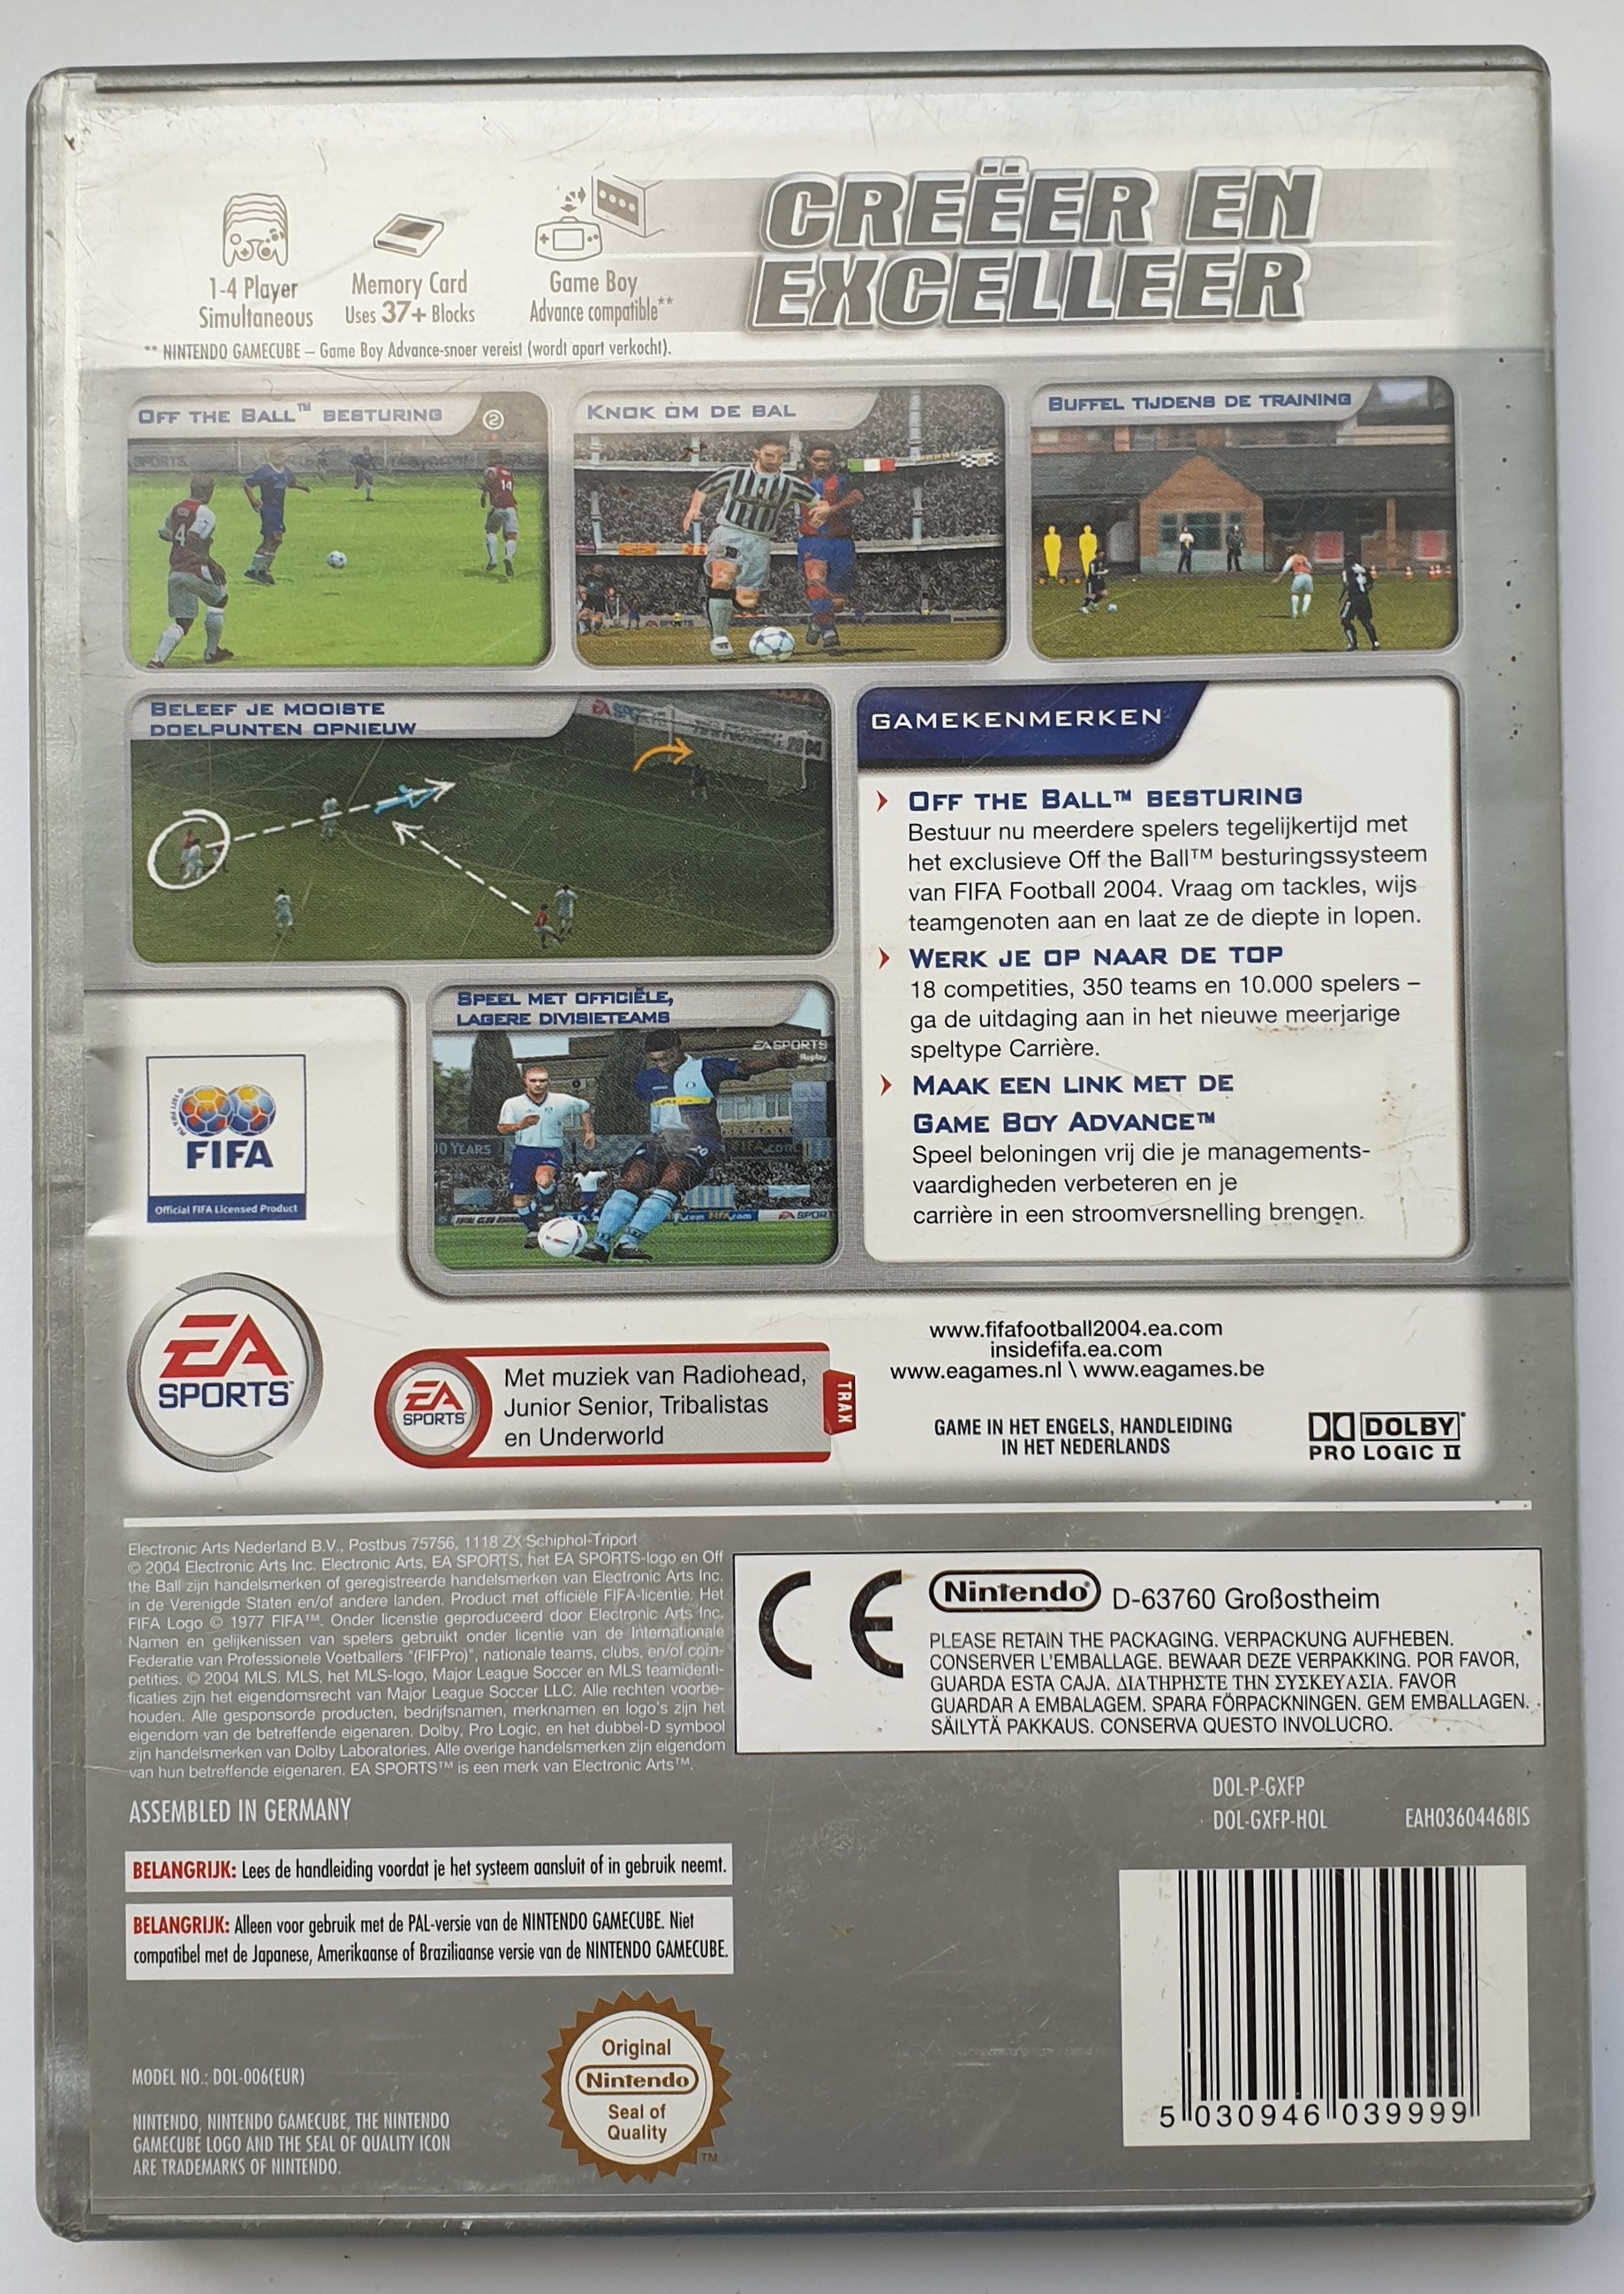 CREËER EN
EXCELLEER
1-4 Player
Simultaneous
Memory Card
Uses 37+ Blocks
Game Boy
Advance compatible**
** NINTENDO GAMECUBE – Game Boy Advance-snoer vereist (wordt apart verkocht).
OFF THE BALL™ BESTURING
2
4
14
KNOK OM DE BAL
BUFFEL TIJDENS DE TRAINING
BELEEF JE MOOISTE
DOELPUNTEN OPNIEUW
GAMEKENMERKEN
OFF THE BALL™ BESTURING
Bestuur nu meerdere spelers tegelijkertijd met
het exclusieve Off the Ball™ besturingssysteem
van FIFA Football 2004. Vraag om tackles, wijs
teamgenoten aan en laat ze de diepte in lopen.
WERK JE OP NAAR DE TOP
18 competities, 350 teams en 10.000 spelers –
ga de uitdaging aan in het nieuwe meerjarige
speltype Carrière.
MAAK EEN LINK MET DE
GAME BOY ADVANCE™
Speel beloningen vrij die je managements-
vaardigheden verbeteren en je
carrière in een stroomversnelling brengen.
SPEEL MET OFFICIËLE,
LAGERE DIVISIETEAMS
EA SPORTS
Replay
FIFA
Official FIFA Licensed Product
EA
SPORTS™
EA
SPORTS
Met muziek van Radiohead,
Junior Senior, Tribalistas
en Underworld
TRAX
www.fifafootball2004.ea.com
insidefifa.ea.com
www.eagames.nl \ www.eagames.be
GAME IN HET ENGELS, HANDLEIDING
IN HET NEDERLANDS
DOLBY
PRO LOGIC II
Electronic Arts Nederland B.V., Postbus 75756, 1118 ZX Schiphol-Triport
© 2004 Electronic Arts Inc. Electronic Arts, EA SPORTS, het EA SPORTS-logo en Off
the Ball zijn handelsmerken of geregistreerde handelsmerken van Electronic Arts Inc.
in de Verenigde Staten en/of andere landen. Product met officiële FIFA-licentie. Het
FIFA Logo © 1977 FIFA™. Onder licenstie geproduceerd door Electronic Arts Inc.
Namen en gelijkenissen van spelers gebruikt onder licentie van de Internationale
Federatie van Professionele Voetballers "(FIFPro)", nationale teams, clubs, en/of com-
petities. © 2004 MLS. MLS, het MLS-logo, Major League Soccer en MLS teamidenti-
ficaties zijn het eigendomsrecht van Major League Soccer LLC. Alle rechten voorbe-
houden. Alle gesponsorde producten, bedrijfsnamen, merknamen en logo's zijn het
eigendom van de betreffende eigenaren. Dolby, Pro Logic, en het dubbel-D symbool
zijn handelsmerken van Dolby Laboratories. Alle overige handelsmerken zijn eigendom
van hun betreffende eigenaren. EA SPORTS™ is een merk van Electronic Arts™.
CE
Nintendo® D-63760 Großostheim
PLEASE RETAIN THE PACKAGING. VERPACKUNG AUFHEBEN.
CONSERVER L'EMBALLAGE. BEWAAR DEZE VERPAKKING. POR FAVOR,
GUARDA ESTA CAJA. ΔΙΑΤΗΡΗΣΤΕ ΤΗΝ ΣΥΣΚΕΥΑΣΙΑ. FAVOR
GUARDAR A EMBALAGEM. SPARA FÖRPACKNINGEN. GEM EMBALLAGEN.
SÄILYTÄ PAKKAUS. CONSERVA QUESTO INVOLUCRO.
ASSEMBLED IN GERMANY
DOL-P-GXFP
DOL-GXFP-HOL
EAH03604468IS
BELANGRIJK: Lees de handleiding voordat je het systeem aansluit of in gebruik neemt.
BELANGRIJK: Alleen voor gebruik met de PAL-versie van de NINTENDO GAMECUBE. Niet
compatibel met de Japanese, Amerikaanse of Braziliaanse versie van de NINTENDO GAMECUBE.
MODEL NO.: DOL-006(EUR)
NINTENDO, NINTENDO GAMECUBE, THE NINTENDO
GAMECUBE LOGO AND THE SEAL OF QUALITY ICON
ARE TRADEMARKS OF NINTENDO.
Original
Nintendo
Seal of
Quality
TM
5 030946 039999